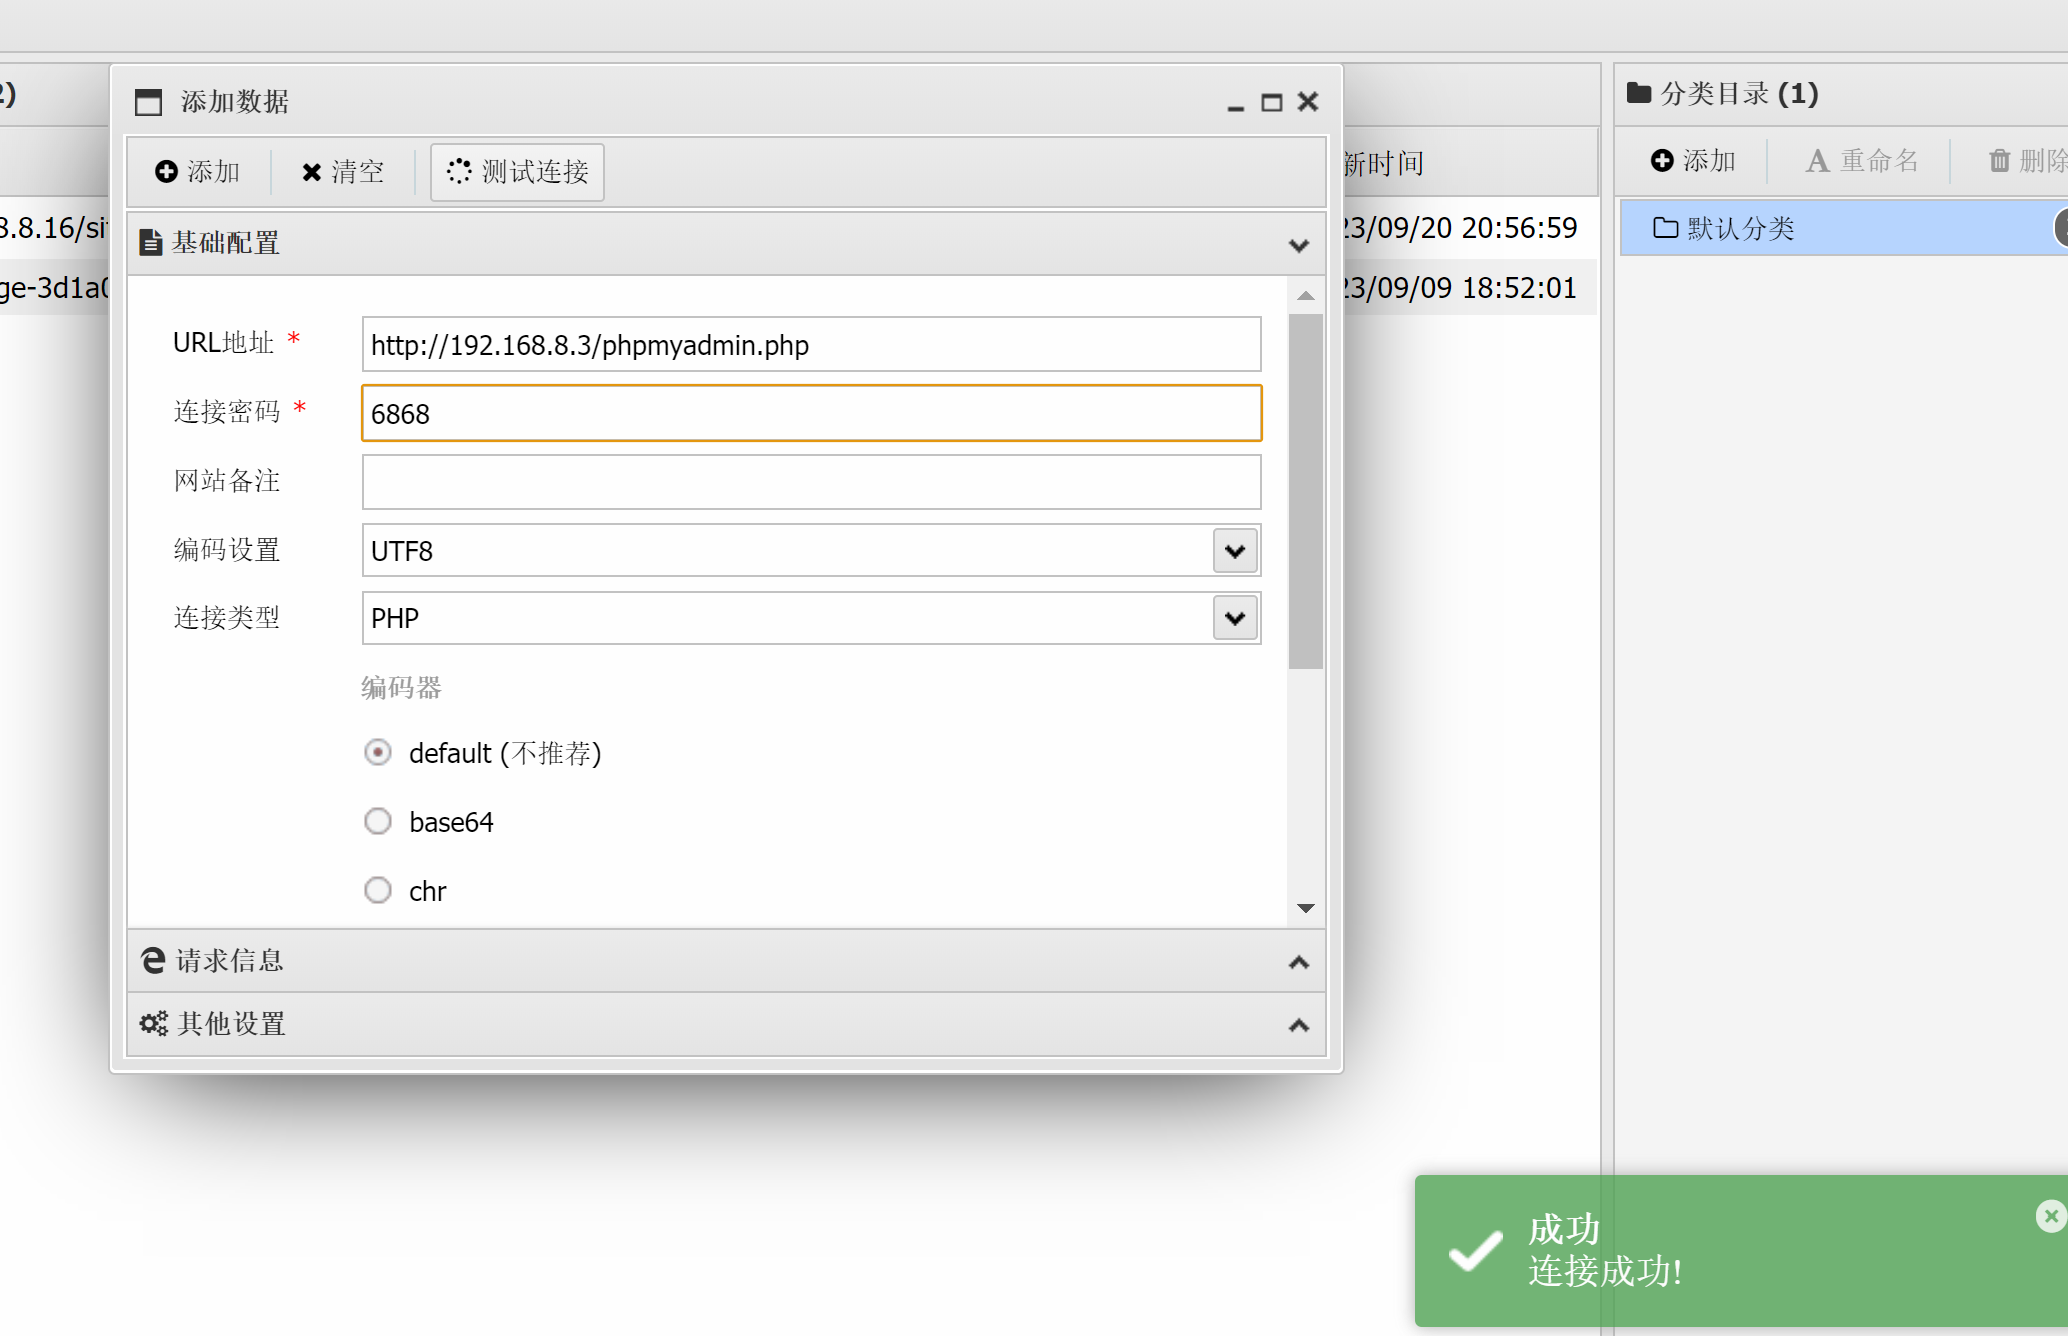 2)
添加数据
添加
清空
测试连接
基础配置
URL地址 *
http://192.168.8.3/phpmyadmin.php
连接密码 *
6868
网站备注
编码设置
UTF8
连接类型
PHP
编码器
default (不推荐)
base64
chr
请求信息
其他设置
8.8.16/si
ge-3d1a0
新时间
23/09/20 20:56:59
23/09/09 18:52:01
分类目录 (1)
添加
重命名
删除
默认分类
成功
连接成功!